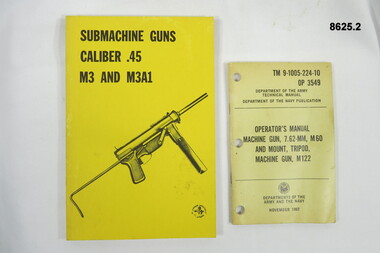 8625.2
SUBMACHINE GUNS
CALIBER .45
M3 AND M3A1
TM 9-1005-224-10
OP 3549
DEPARTMENT OF THE ARMY
TECHNICAL MANUAL
DEPARTMENT OF THE NAVY PUBLICATION
OPERATOR'S MANUAL
MACHINE GUN, 7.62-MM, M60
AND MOUNT, TRIPOD,
MACHINE GUN, M122
DEPARTMENTS OF THE
ARMY AND THE NAVY
NOVEMBER 1967